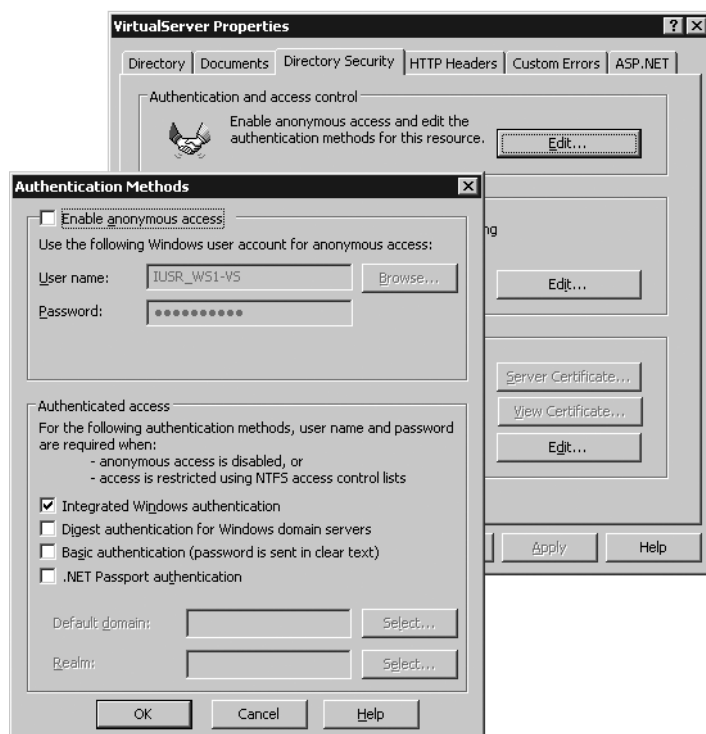 VirtualServer Properties
Directory
Documents
Directory Security
HTTP Headers
Custom Errors
ASP.NET
Authentication and access control
Enable anonymous access and edit the
authentication methods for this resource.
Edit...
ng
Edit...
Server Certificate...
View Certificate...
Edit...
Apply
Help
Authentication Methods
Enable anonymous access
Use the following Windows user account for anonymous access:
User name:
IUSR_WS1-VS
Browse...
Password:
●●●●●●●●●●
Authenticated access
For the following authentication methods, user name and password
are required when:
- anonymous access is disabled, or
- access is restricted using NTFS access control lists
Integrated Windows authentication
Digest authentication for Windows domain servers
Basic authentication (password is sent in clear text)
.NET Passport authentication
Default domain:
Select...
Realm:
Select...
OK
Cancel
Help